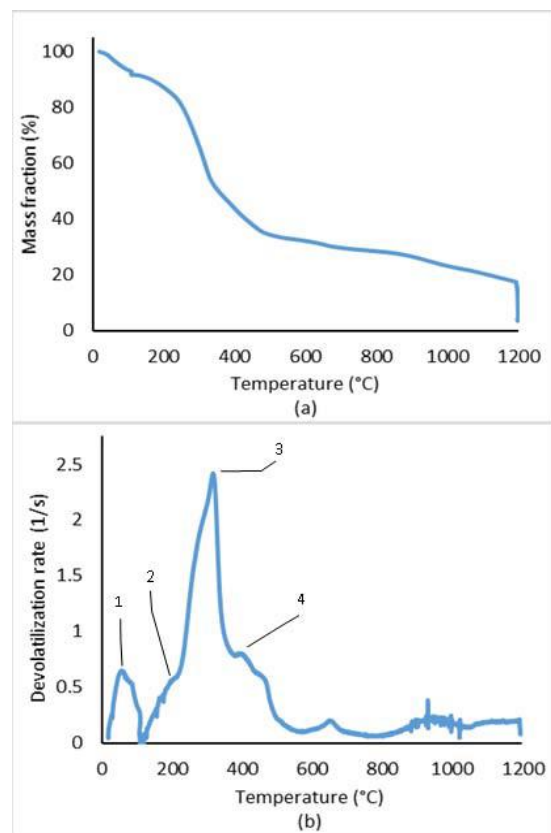 100
80
60
40
20
0
Mass fraction (%)
0 200 400 600 800 1000 1200
Temperature (°C)
(a)
2.5
2
1.5
1
0.5
0
Devolatilization rate (1/s)
3
2
1
4
0 200 400 600 800 1000 1200
Temperature (°C)
(b)